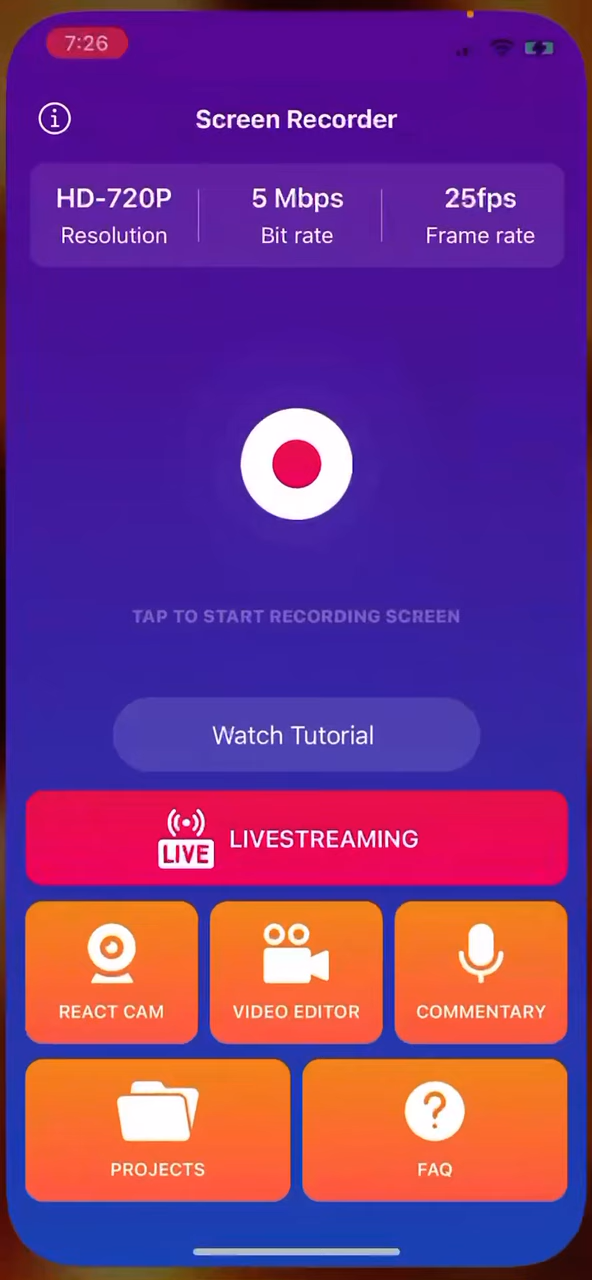 7:26
Screen Recorder
HD-720P
5 Mbps
25fps
Resolution
Bit rate
Frame rate
TAP TO START RECORDING SCREEN
Watch Tutorial
LIVE
LIVESTREAMING
REACT CAM
VIDEO EDITOR
COMMENTARY
PROJECTS
FAQ